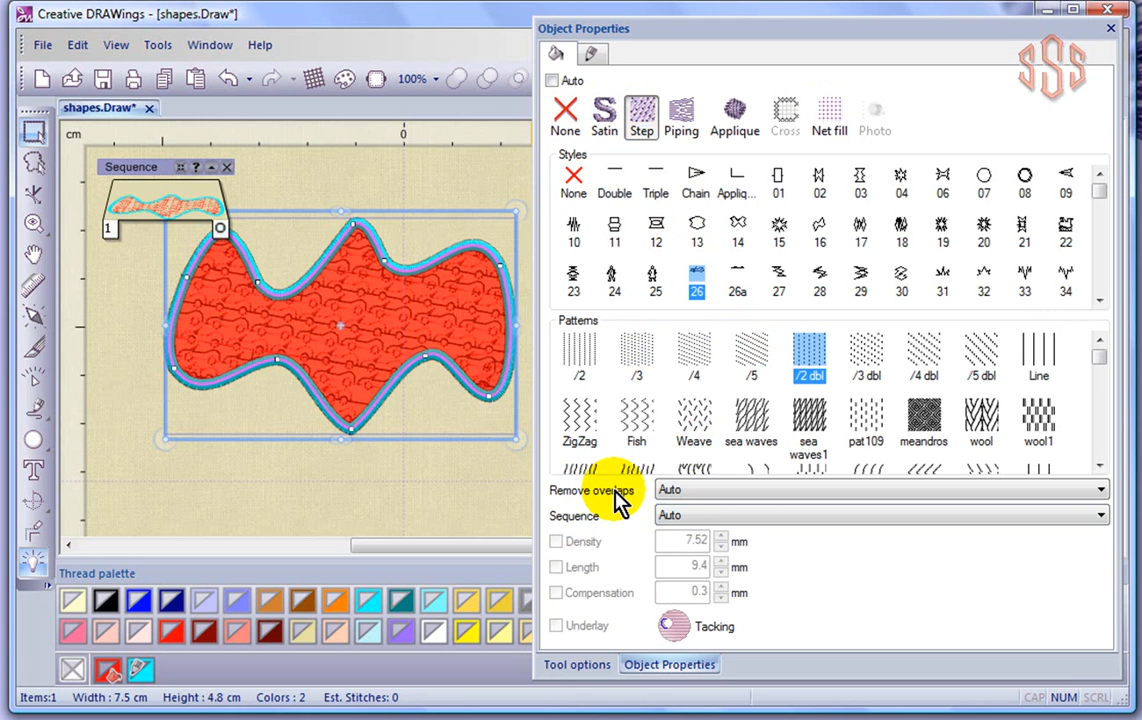 Creative DRAWings - [shapes.Draw*]
File Edit View Tools Window Help
100%
shapes.Draw*
cm
0
Sequence
1
Object Properties
SSS
Auto
None Satin Step Piping Applique Cross Net fill Photo
Styles
None Double Triple Chain Appliq... 01 02 03 04 06 07 08 09
10 11 12 13 14 15 16 17 18 19 20 21 22
23 24 25 26 26a 27 28 29 30 31 32 33 34
Patterns
/2 /3 /4 /5 /2 dbl /3 dbl /4 dbl /5 dbl Line
ZigZag Fish Weave sea waves sea waves1 pat109 meandros wool wool1
Remove overlaps Auto
Sequence Auto
Density 7.52 mm
Length 9.4 mm
Compensation 0.3 mm
Underlay Tacking
Thread palette
Tool options Object Properties
Items:1 Width : 7.5 cm Height : 4.8 cm Colors : 2 Est. Stitches: 0 CAP NUM SCRL